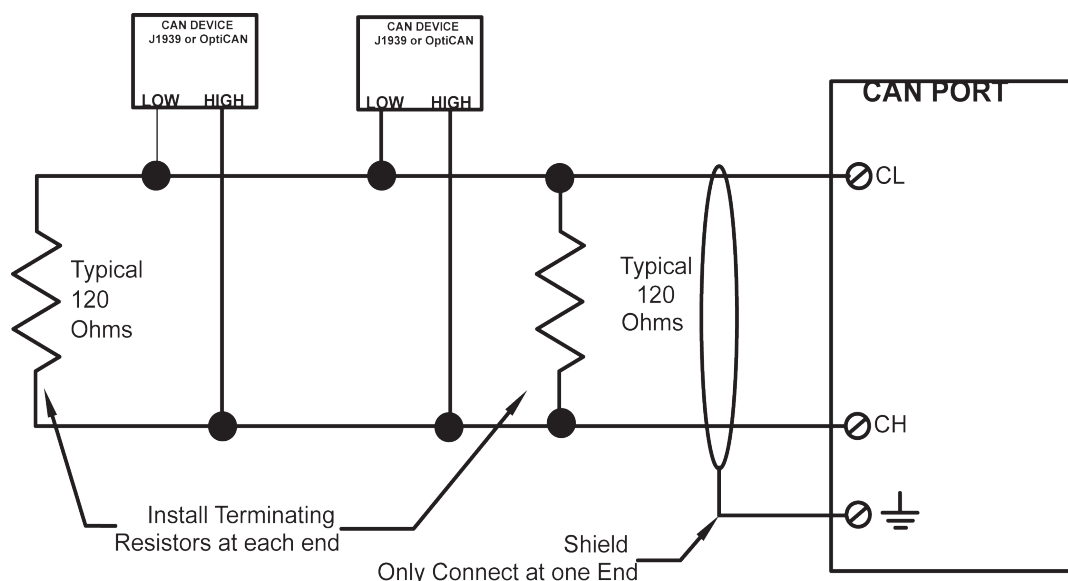 CAN DEVICE
J1939 or OptiCAN
LOW HIGH
CAN DEVICE
J1939 or OptiCAN
LOW HIGH
CAN PORT
CL
Typical
120
Ohms
Typical
120
Ohms
CH
Install Terminating
Resistors at each end
Shield
Only Connect at one End